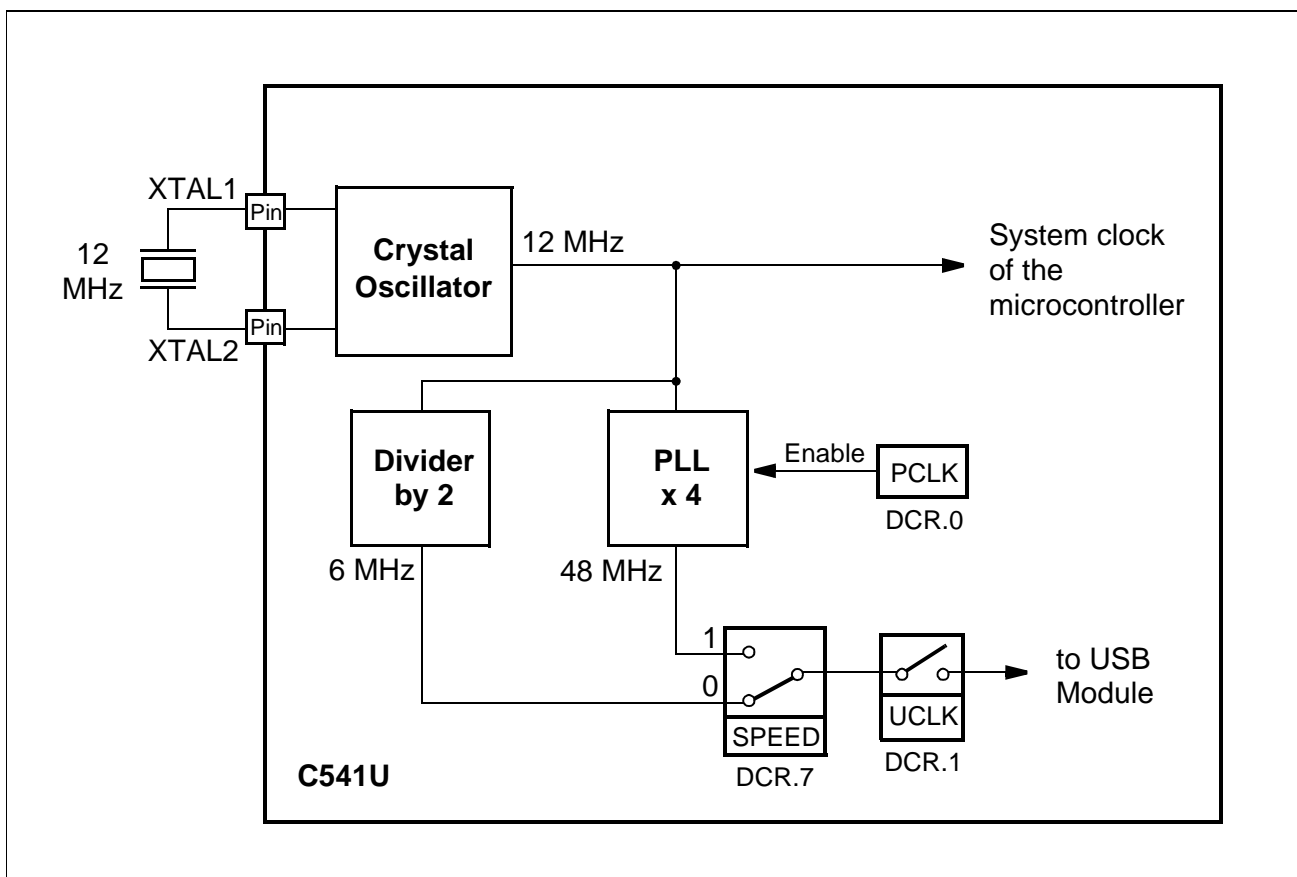 XTAL1
Pin
12
MHz
Pin
XTAL2
Crystal
Oscillator
12 MHz
System clock
of the
microcontroller
Divider
by 2
PLL
x 4
Enable
PCLK
DCR.0
6 MHz
48 MHz
1
0
SPEED
DCR.7
UCLK
DCR.1
to USB
Module
C541U